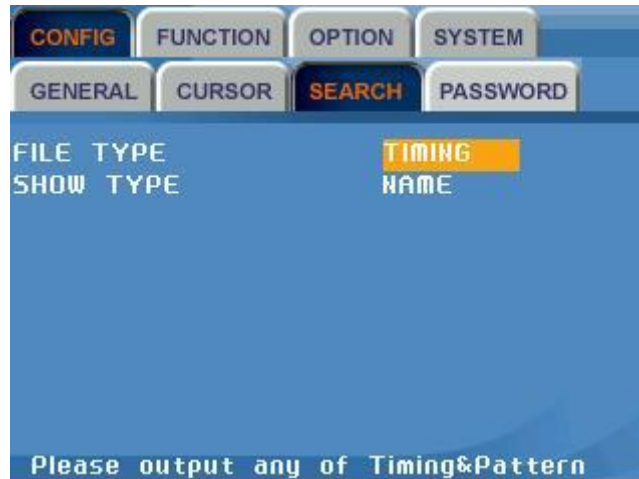 CONFIG FUNCTION OPTION SYSTEM
GENERAL CURSOR SEARCH PASSWORD
FILE TYPE TIMING
SHOW TYPE NAME
Please output any of Timing&Pattern